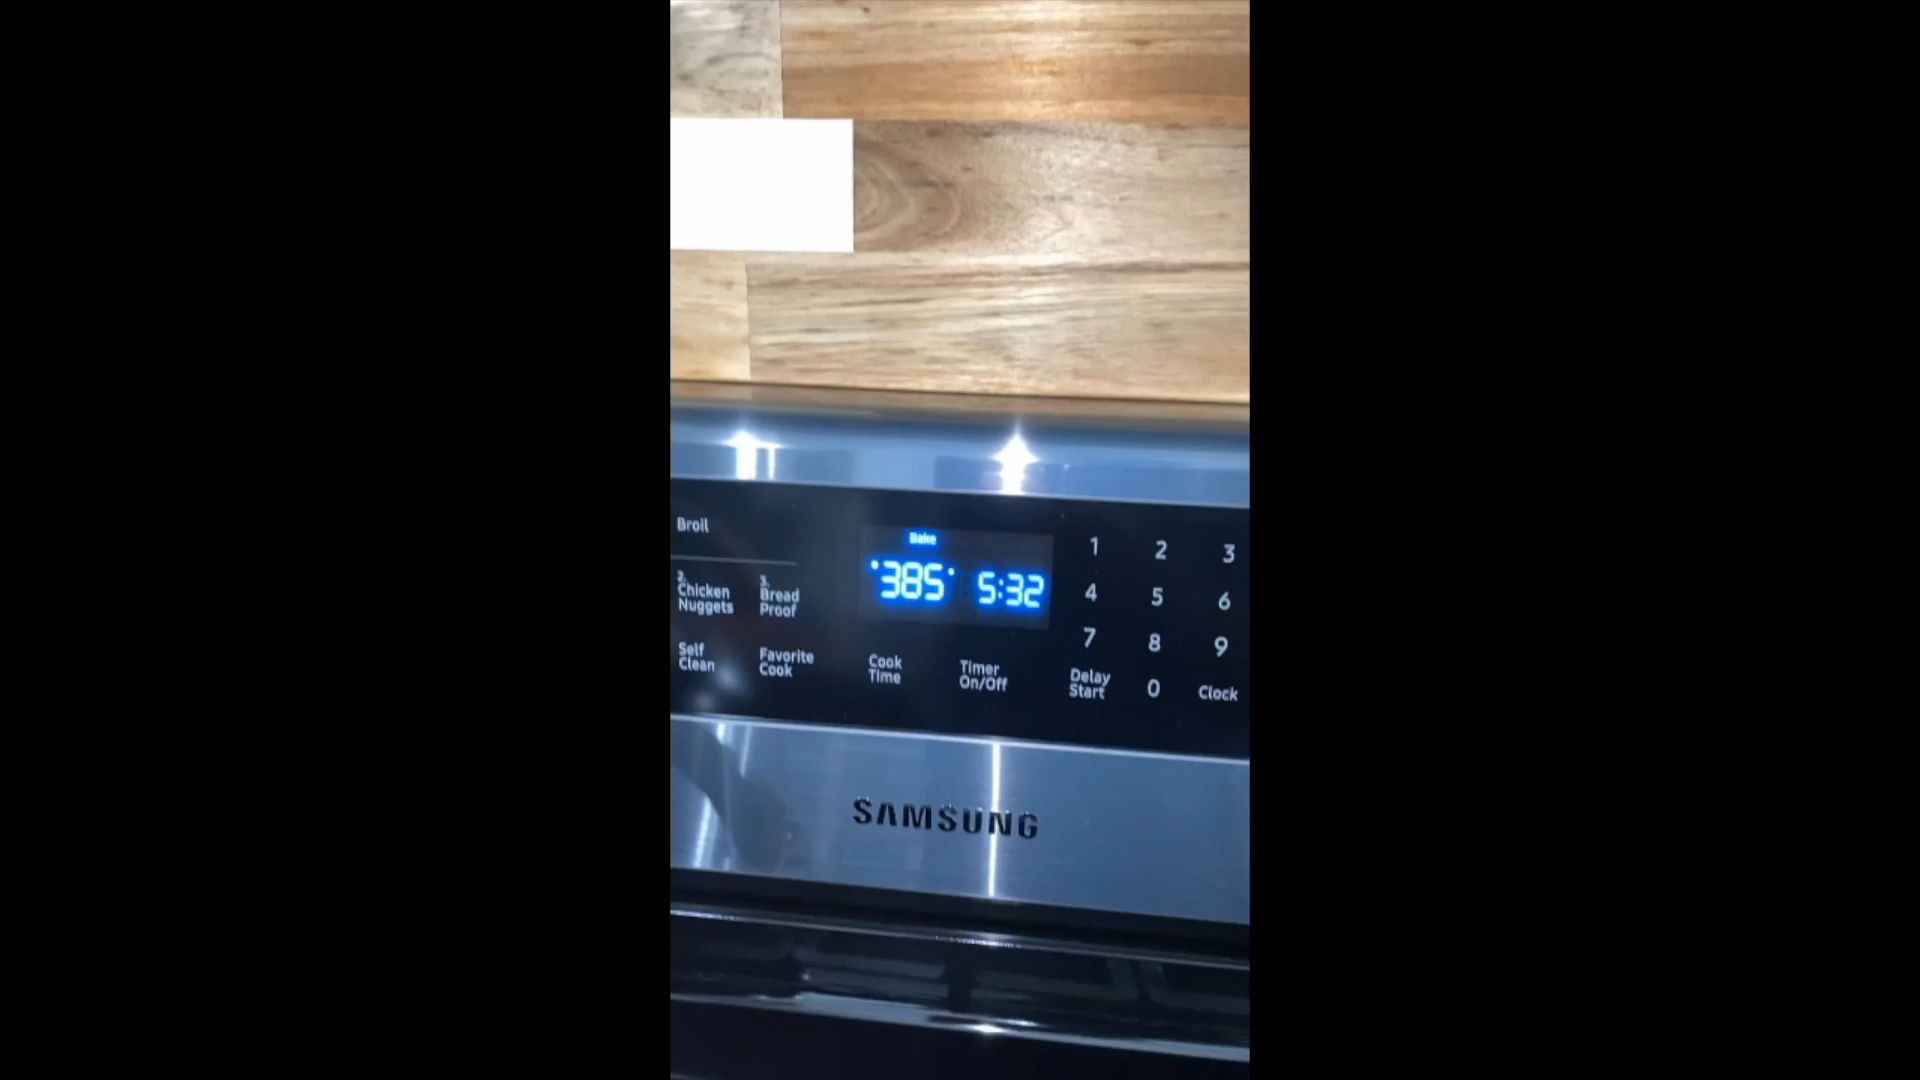 Broil
Bake
385 5:32
1 2 3
4 5 6
7 8 9
0
2.
Chicken
Nuggets
3.
Bread
Proof
Self
Clean
Favorite
Cook
Cook
Time
Timer
On/Off
Delay
Start
Clock
SAMSUNG